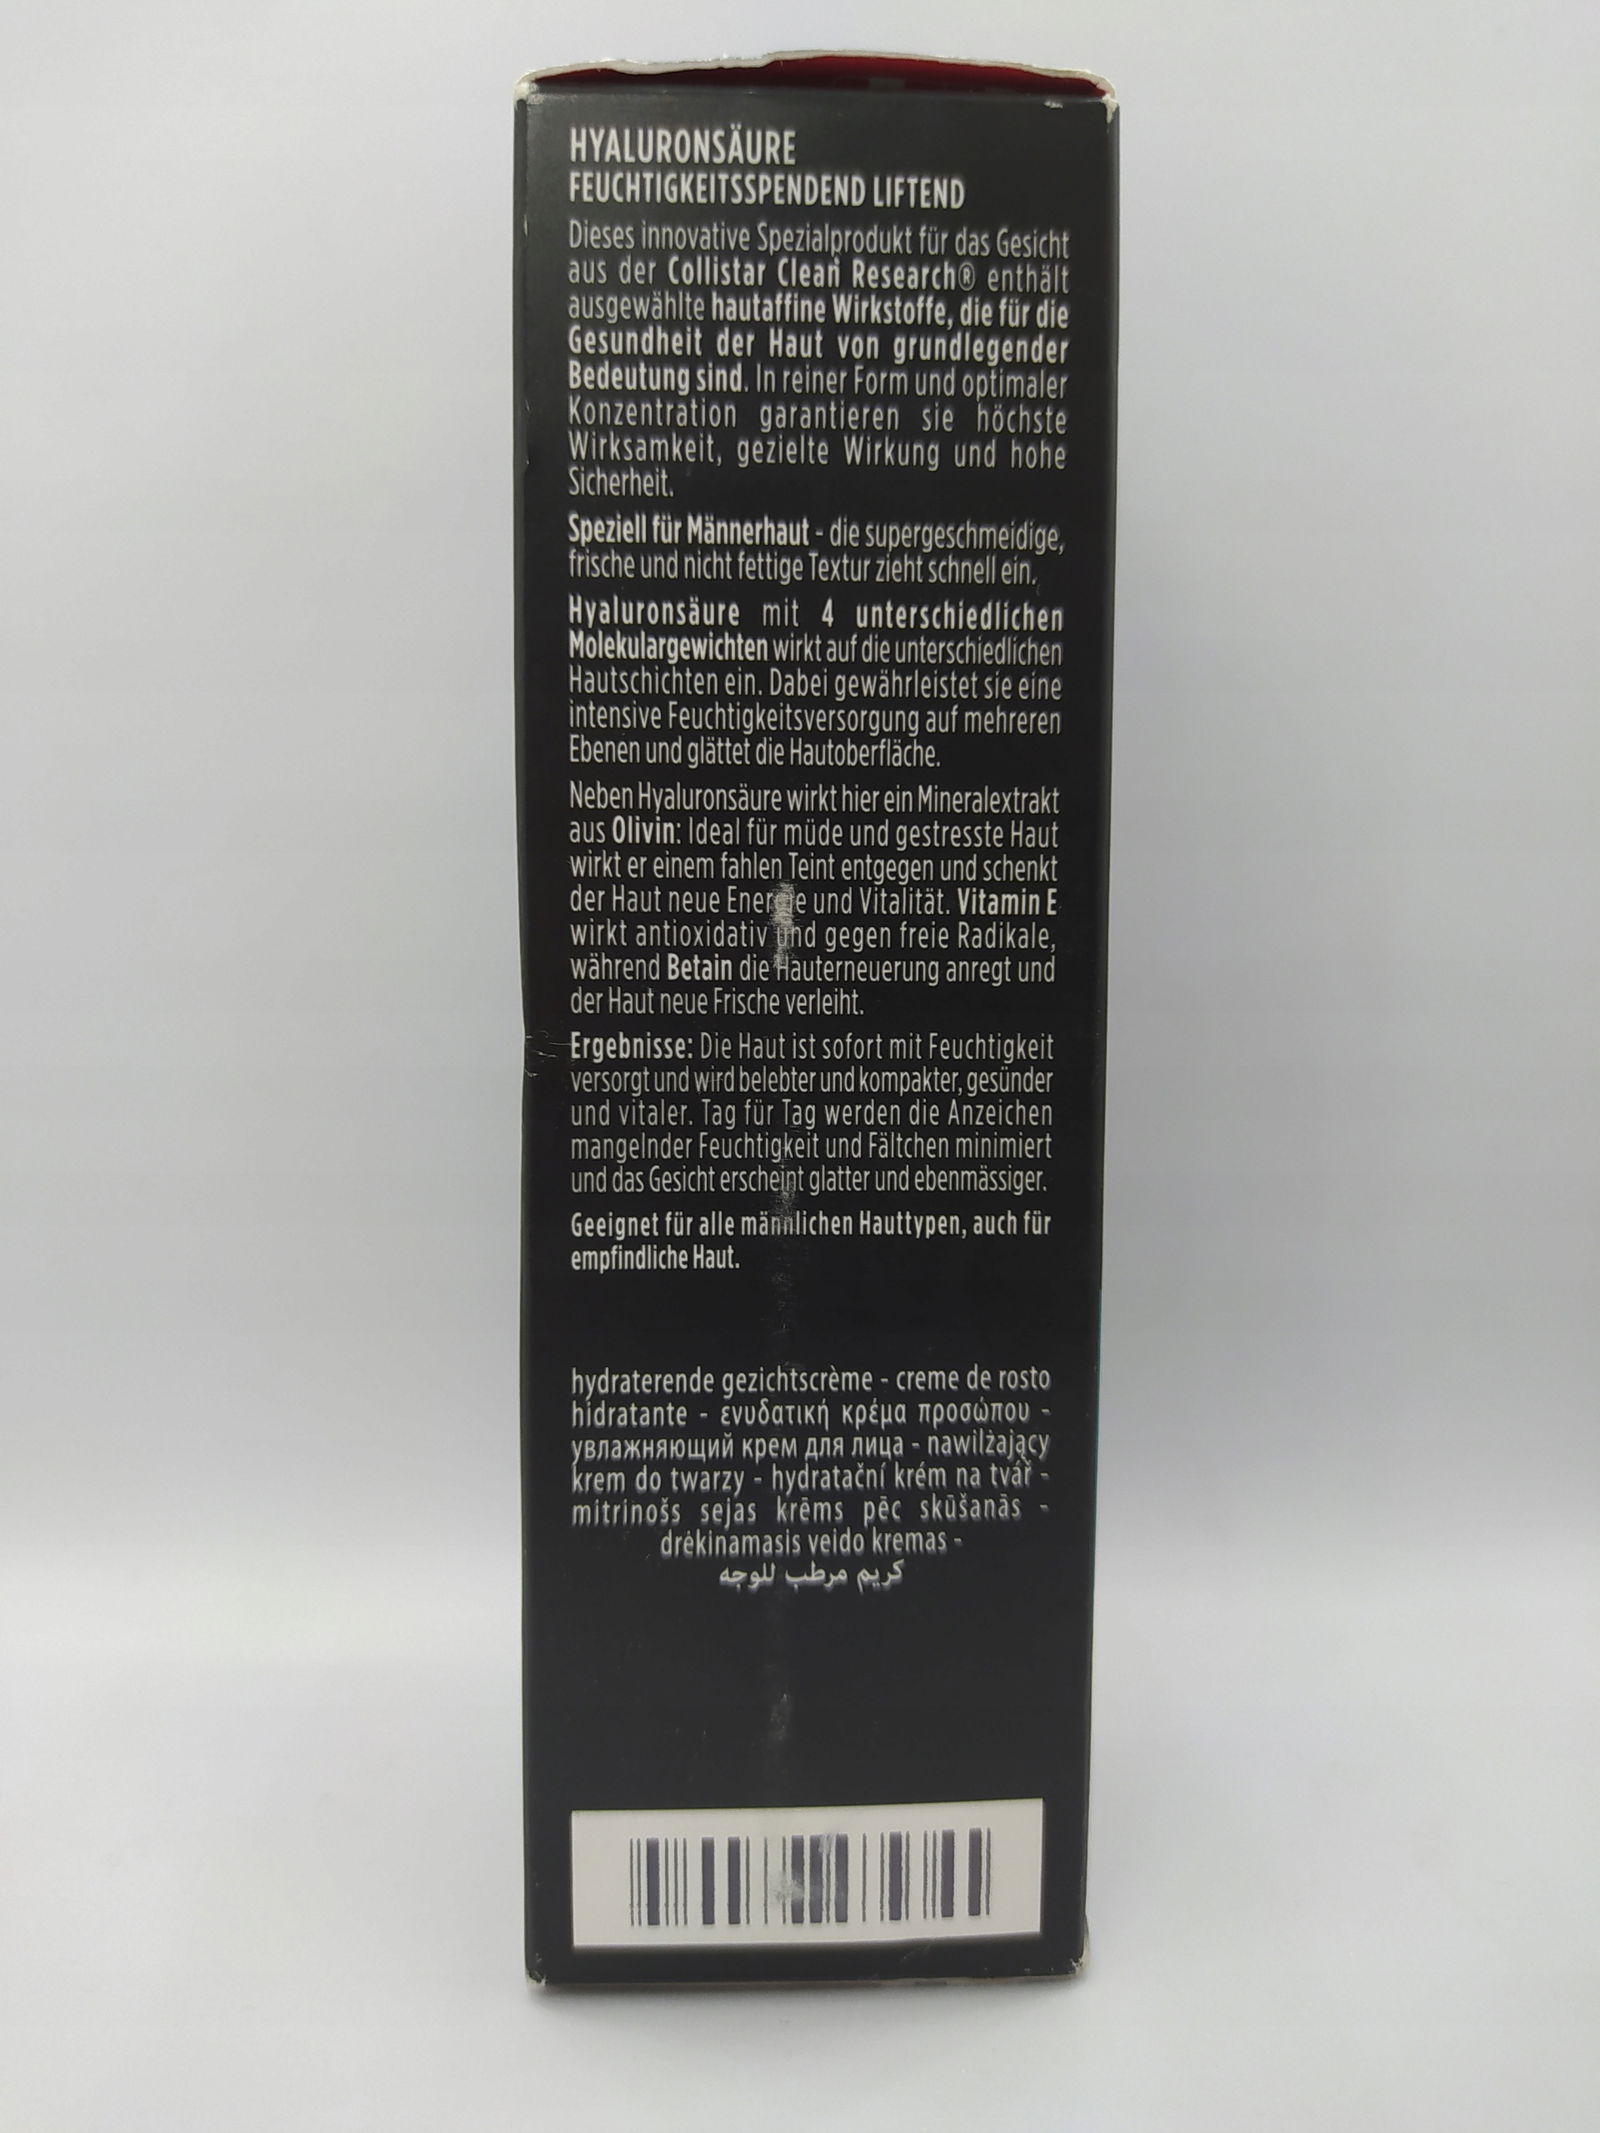 HYALURONSÄURE
FEUCHTIGKEITSSPENDEND LIFTEND
Dieses innovative Spezialprodukt für das Gesicht
aus der Collistar Clean Research® enthält
ausgewählte hautaffine Wirkstoffe, die für die
Gesundheit der Haut von grundlegender
Bedeutung sind. In reiner Form und optimaler
Konzentration garantieren sie höchste
Wirksamkeit, gezielte Wirkung und hohe
Sicherheit.
Speziell für Männerhaut - die supergeschmeidige,
frische und nicht fettige Textur zieht schnell ein.
Hyaluronsäure mit 4 unterschiedlichen
Molekulargewichten wirkt auf die unterschiedlichen
Hautschichten ein. Dabei gewährleistet sie eine
intensive Feuchtigkeitsversorgung auf mehreren
Ebenen und glättet die Hautoberfläche.
Neben Hyaluronsäure wirkt hier ein Mineralextrakt
aus Olivin: Ideal für müde und gestresste Haut
wirkt er einem fahlen Teint entgegen und schenkt
der Haut neue Energie und Vitalität. Vitamin E
wirkt antioxidativ und gegen freie Radikale,
während Betain die Hauterneuerung anregt und
der Haut neue Frische verleiht.
Ergebnisse: Die Haut ist sofort mit Feuchtigkeit
versorgt und wird belebter und kompakter, gesünder
und vitaler. Tag für Tag werden die Anzeichen
mangelnder Feuchtigkeit und Fältchen minimiert
und das Gesicht erscheint glatter und ebenmässiger.
Geeignet für alle männlichen Hauttypen, auch für
empfindliche Haut.
hydraterende gezichtscrème - creme de rosto
hidratante - ενυδατική κρέμα προσώπου -
увлажняющий крем для лица - nawilżający
krem do twarzy - hydratační krém na tvář -
mitrinošs sejas krēms pēc skūšanās -
drėkinamasis veido kremas -
كريم مرطب للوجه